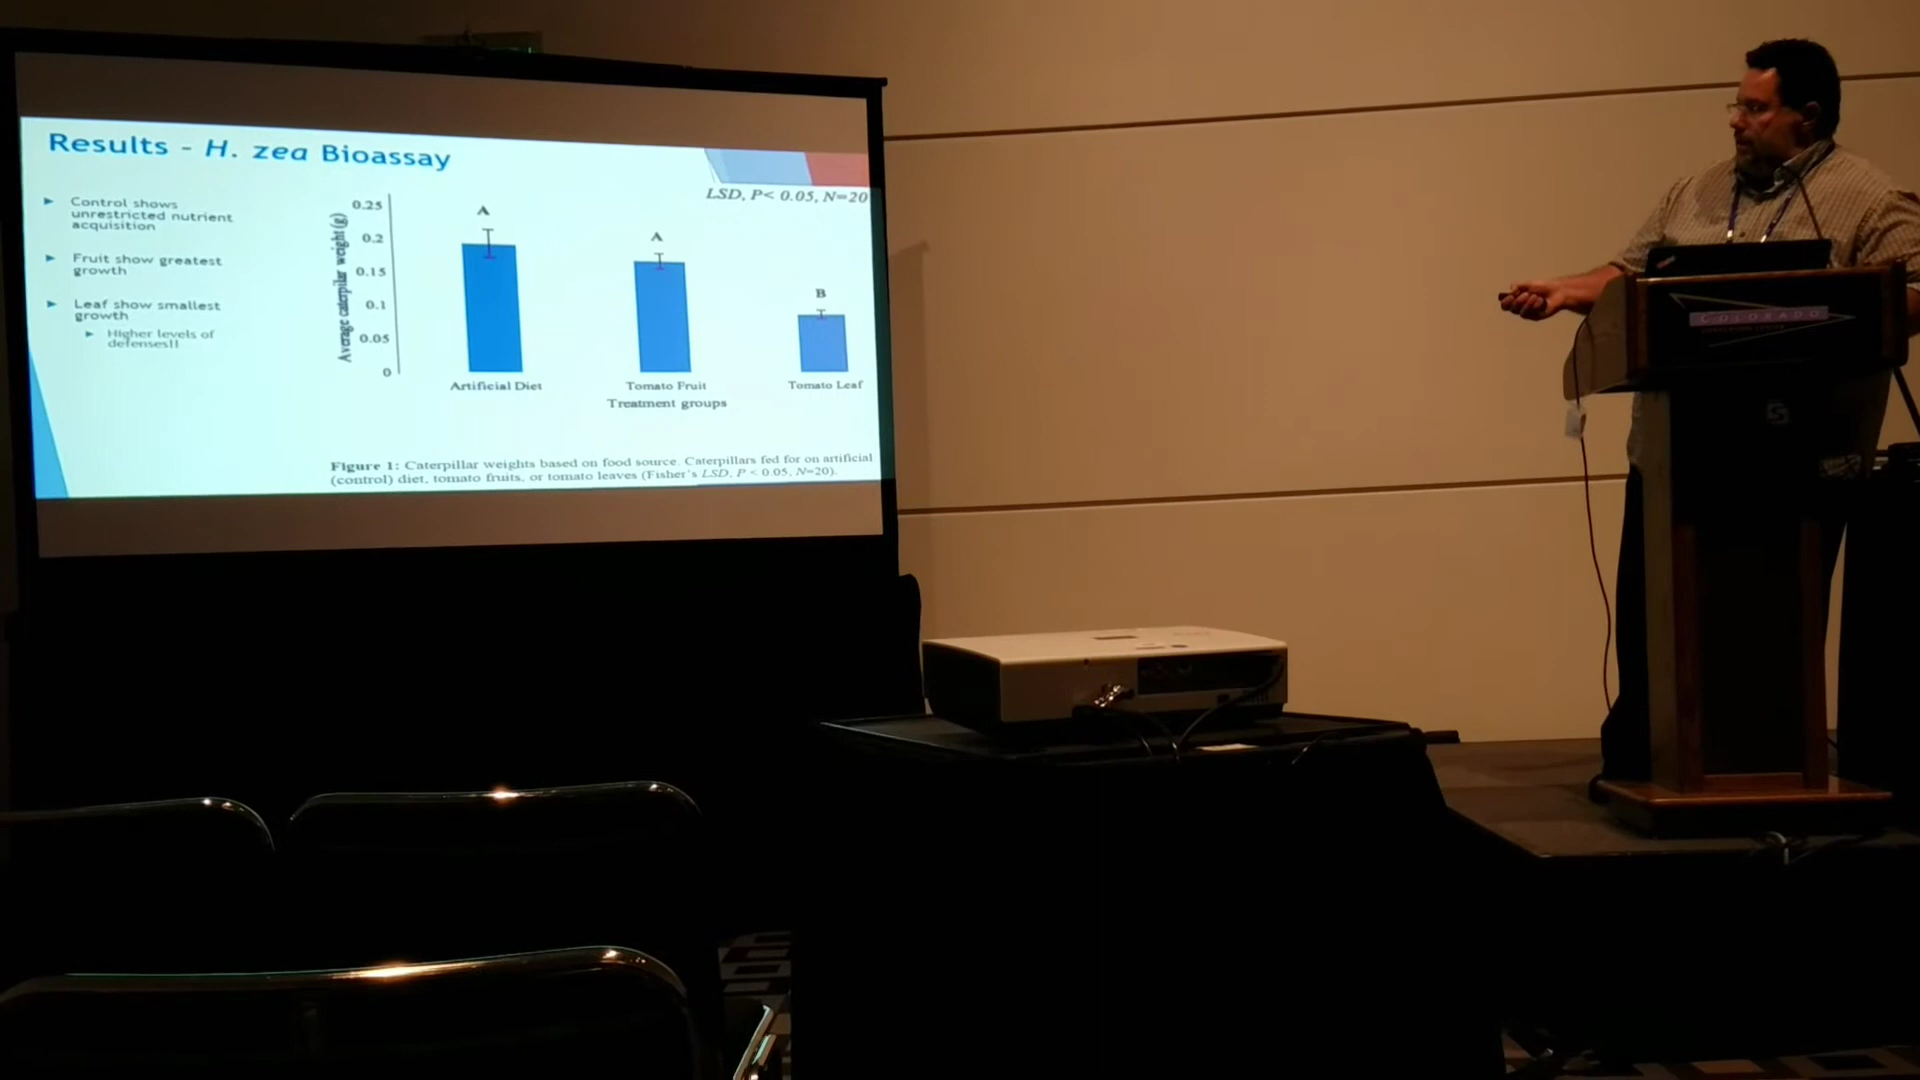 Results - H. zea Bioassay
► Control shows
unrestricted nutrient
acquisition
► Fruit show greatest
growth
► Leaf show smallest
growth
► Higher levels of
defenses!!
LSD, P< 0.05, N=20
Average caterpillar weight (g)
0.25
0.2
0.15
0.1
0.05
0
A
A
B
Artificial Diet
Tomato Fruit
Tomato Leaf
Treatment groups
Figure 1: Caterpillar weights based on food source. Caterpillars fed for on artificial
(control) diet, tomato fruits, or tomato leaves (Fisher's LSD, P < 0.05, N=20).
COLORADO